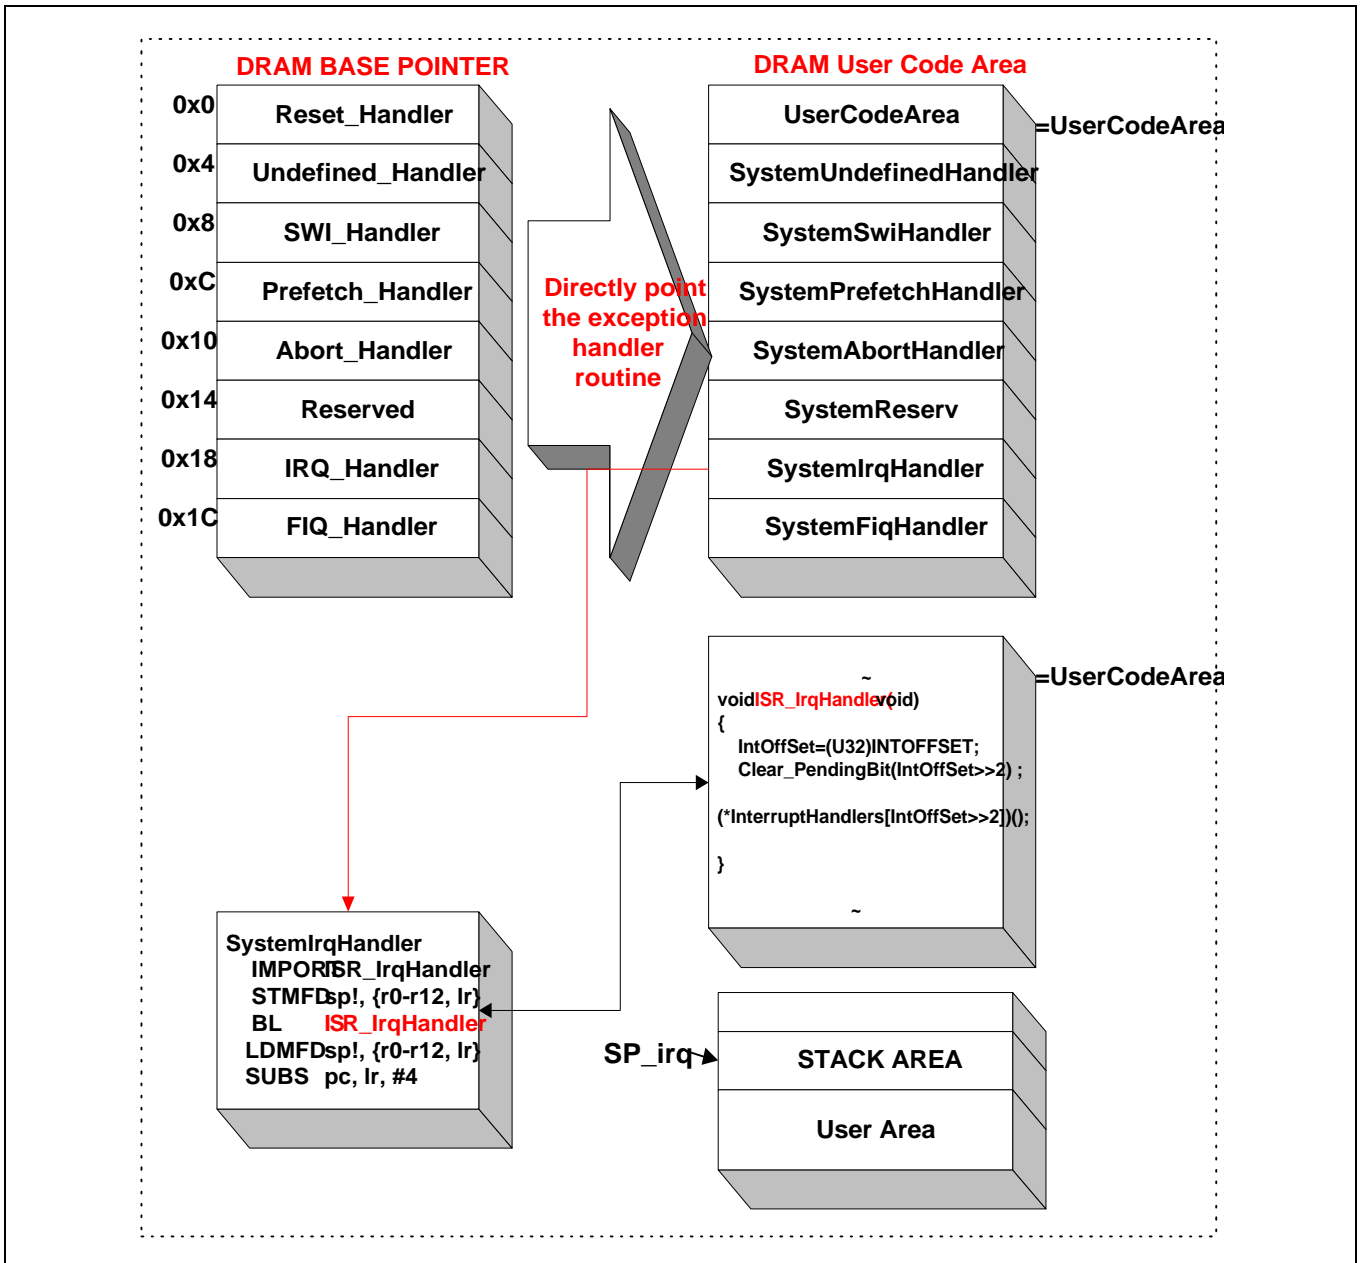 DRAM BASE POINTER
0x0 Reset_Handler
0x4 Undefined_Handler
0x8 SWI_Handler
0xC Prefetch_Handler
0x10 Abort_Handler
0x14 Reserved
0x18 IRQ_Handler
0x1C FIQ_Handler
Directly point
the exception
handler
routine
DRAM User Code Area
UserCodeArea
=UserCodeArea
SystemUndefinedHandler
SystemSwiHandler
SystemPrefetchHandler
SystemAbortHandler
SystemReserv
SystemIrqHandler
SystemFiqHandler
=UserCodeArea
~
void ISR_IrqHandler(void)
{
IntOffSet=(U32)INTOFFSET;
Clear_PendingBit(IntOffSet>>2) ;
(*InterruptHandlers[IntOffSet>>2])();
}
~
SystemIrqHandler
IMPORT ISR_IrqHandler
STMFD sp!, {r0-r12, lr}
BL ISR_IrqHandler
LDMFD sp!, {r0-r12, lr}
SUBS pc, lr, #4
SP_irq
STACK AREA
User Area